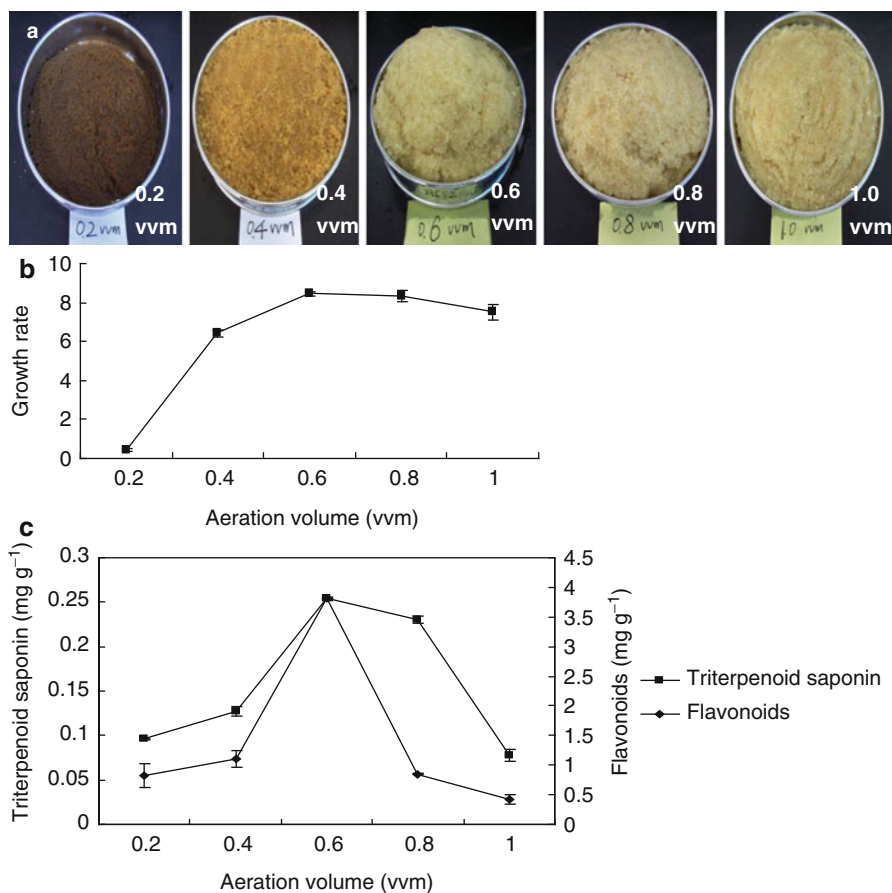 a
0.2
vvm
0.4
vvm
0.6
vvm
0.8
vvm
1.0
vvm
0.2 vvm
0.4 vvm
0.6 vvm
0.8 vvm
1.0 vvm
b
10
8
6
4
2
0
Growth rate
0.2 0.4 0.6 0.8 1
Aeration volume (vvm)
c
0.3
0.25
0.2
0.15
0.1
0.05
0
Triterpenoid saponin (mg g⁻¹)
4.5
4
3.5
3
2.5
2
1.5
1
0.5
0
Flavonoids (mg g⁻¹)
Triterpenoid saponin
Flavonoids
0.2 0.4 0.6 0.8 1
Aeration volume (vvm)